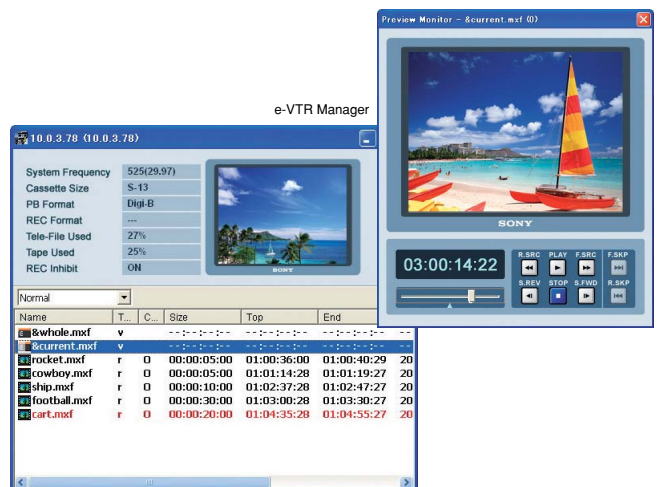 Preview Monitor - &current.mxf (0)
SONY
03:00:14:22
R.SRC PLAY F.SRC F.SKP
S.REV STOP S.FWD R.SKP
e-VTR Manager
10.0.3.78 (10.0.3.78)
System Frequency 525(29.97)
Cassette Size S-13
PB Format Digi-B
REC Format ---
Tele-File Used 27%
Tape Used 25%
REC Inhibit ON
SONY
Normal
Name T... C... Size Top End
&whole.mxf v --:--:--:-- --:--:--:-- --:--:--:-- --
&current.mxf v --:--:--:-- --:--:--:-- --:--:--:-- --
rocket.mxf r O 00:00:05:00 01:00:36:00 01:00:40:29 20
cowboy.mxf r O 00:00:05:00 01:01:14:28 01:01:19:27 20
ship.mxf r O 00:00:10:00 01:02:37:28 01:02:47:27 20
football.mxf r O 00:00:30:00 01:03:00:28 01:03:30:27 20
cart.mxf r O 00:00:20:00 01:04:35:28 01:04:55:27 20